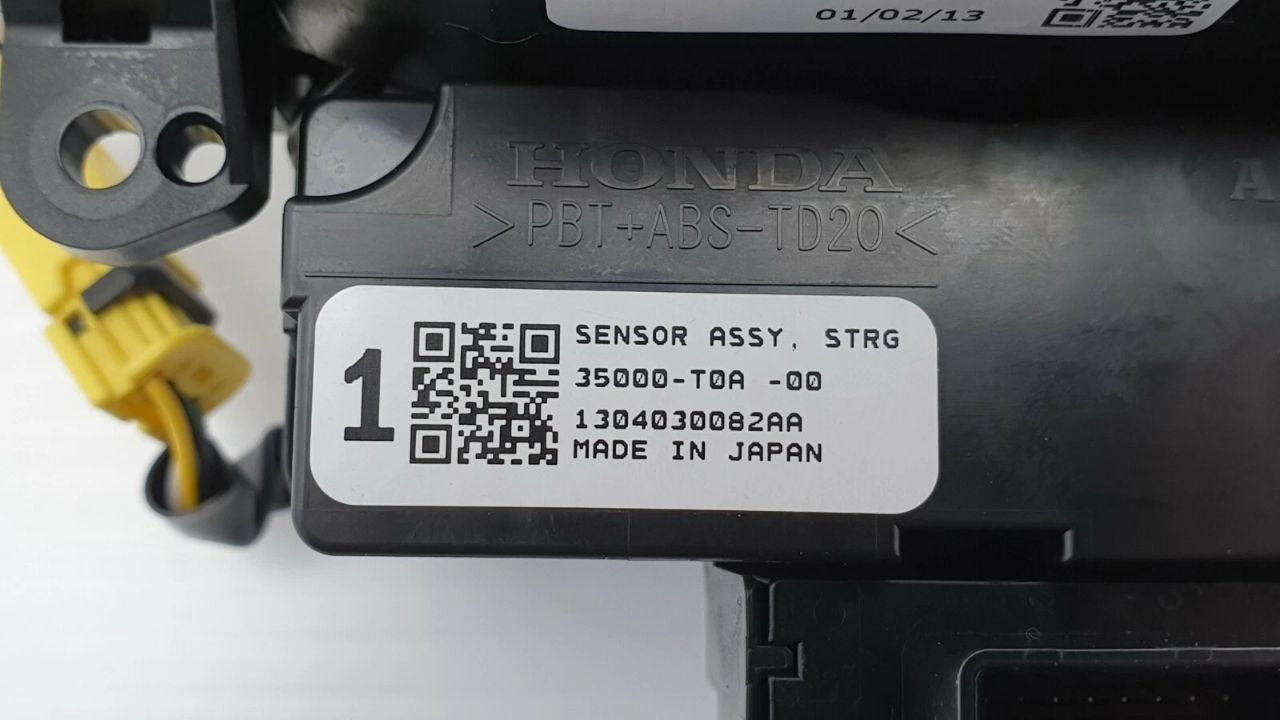 01/02/13
HONDA
>PBT+ABS-TD20<
A
1
SENSOR ASSY, STRG
35000-T0A -00
1304030082AA
MADE IN JAPAN